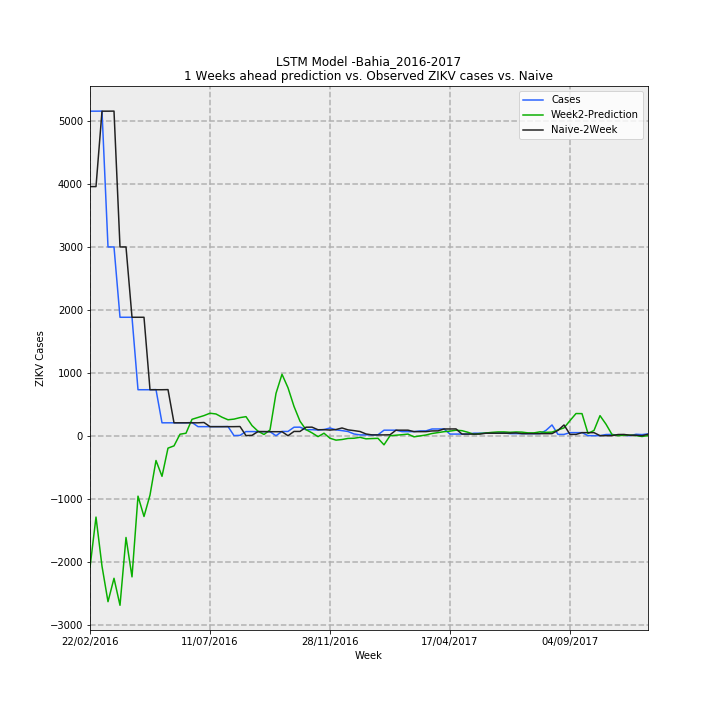 LSTM Model -Bahia_2016-2017
1 Weeks ahead prediction vs. Observed ZIKV cases vs. Naive
Cases
Week2-Prediction
Naive-2Week
5000
4000
3000
2000
1000
0
−1000
−2000
−3000
ZIKV Cases
22/02/2016
11/07/2016
28/11/2016
17/04/2017
04/09/2017
Week